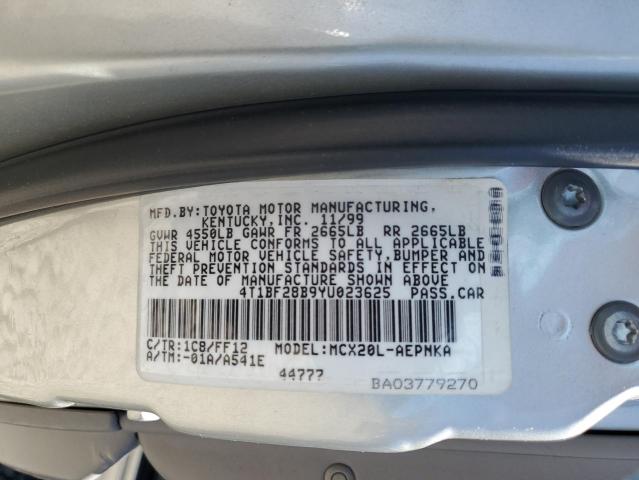 MFD.BY:TOYOTA MOTOR MANUFACTURING,
KENTUCKY,INC. 11/99
GVWR 4550LB GAWR FR 2665LB RR 2665LB
THIS VEHICLE CONFORMS TO ALL APPLICABLE
FEDERAL MOTOR VEHICLE SAFETY,BUMPER AND
THEFT PREVENTION STANDARDS IN EFFECT ON
THE DATE OF MANUFACTURE SHOWN ABOVE
4T1BF28B9YU023625 PASS.CAR
C/TR:1C8/FF12 MODEL:MCX20L-AEPNKA
A/TM:-01A/A541E
44777
BA03779270